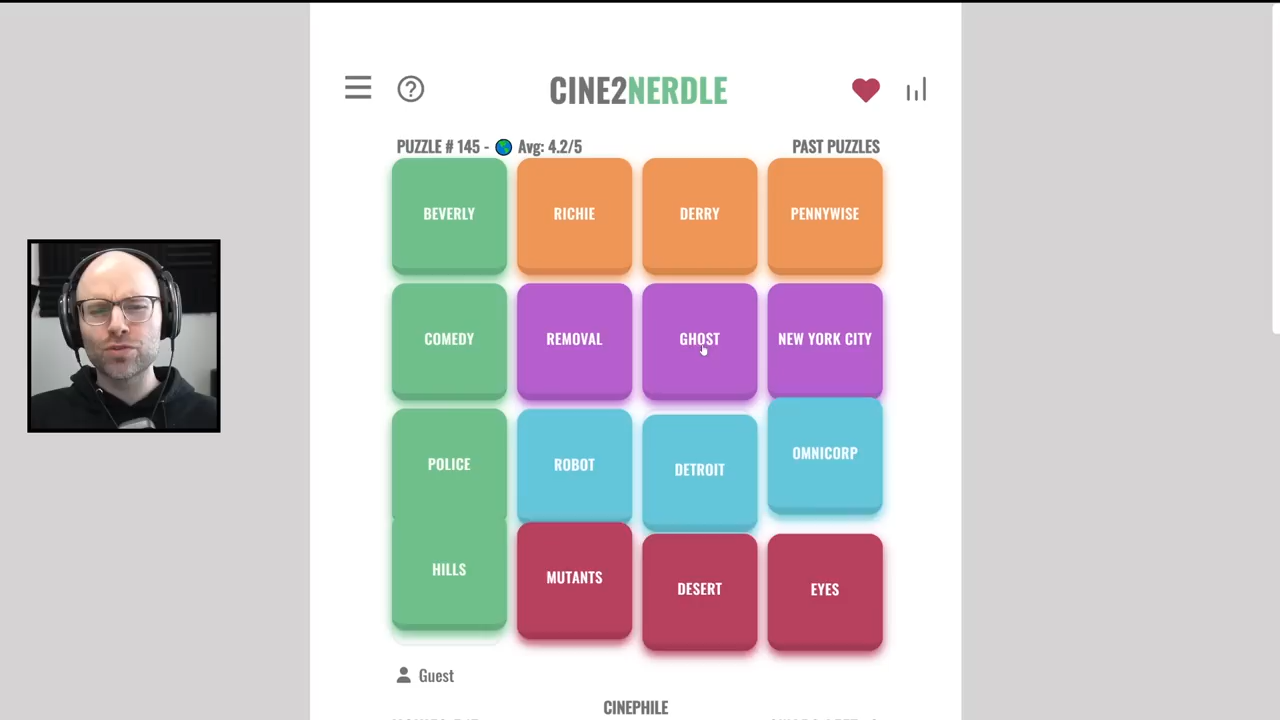 CINE2NERDLE
PUZZLE # 145 - Avg: 4.2/5
PAST PUZZLES
BEVERLY
RICHIE
DERRY
PENNYWISE
COMEDY
REMOVAL
GHOST
NEW YORK CITY
POLICE
ROBOT
DETROIT
OMNICORP
HILLS
MUTANTS
DESERT
EYES
Guest
CINEPHILE